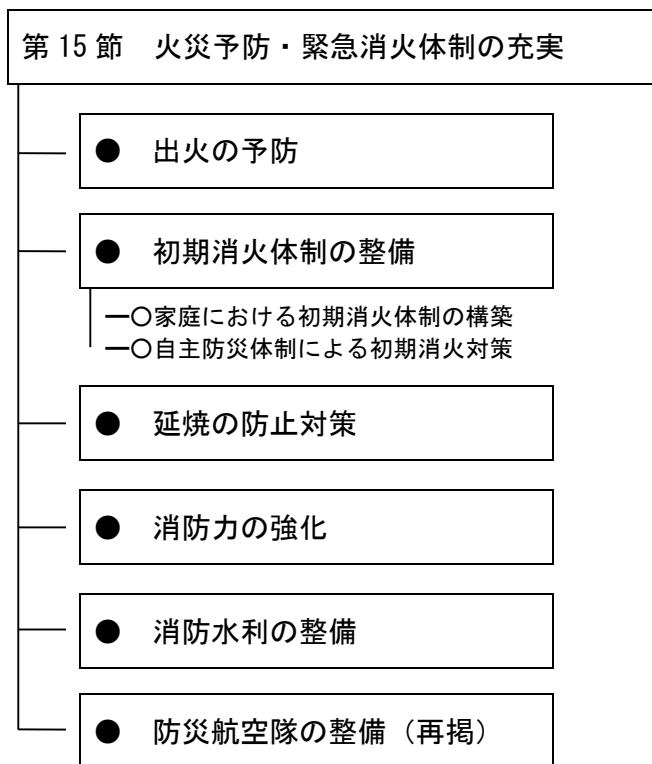 第15節　火災予防・緊急消火体制の充実
●　出火の予防
●　初期消火体制の整備
○家庭における初期消火体制の構築
○自主防災体制による初期消火対策
●　延焼の防止対策
●　消防力の強化
●　消防水利の整備
●　防災航空隊の整備（再掲）